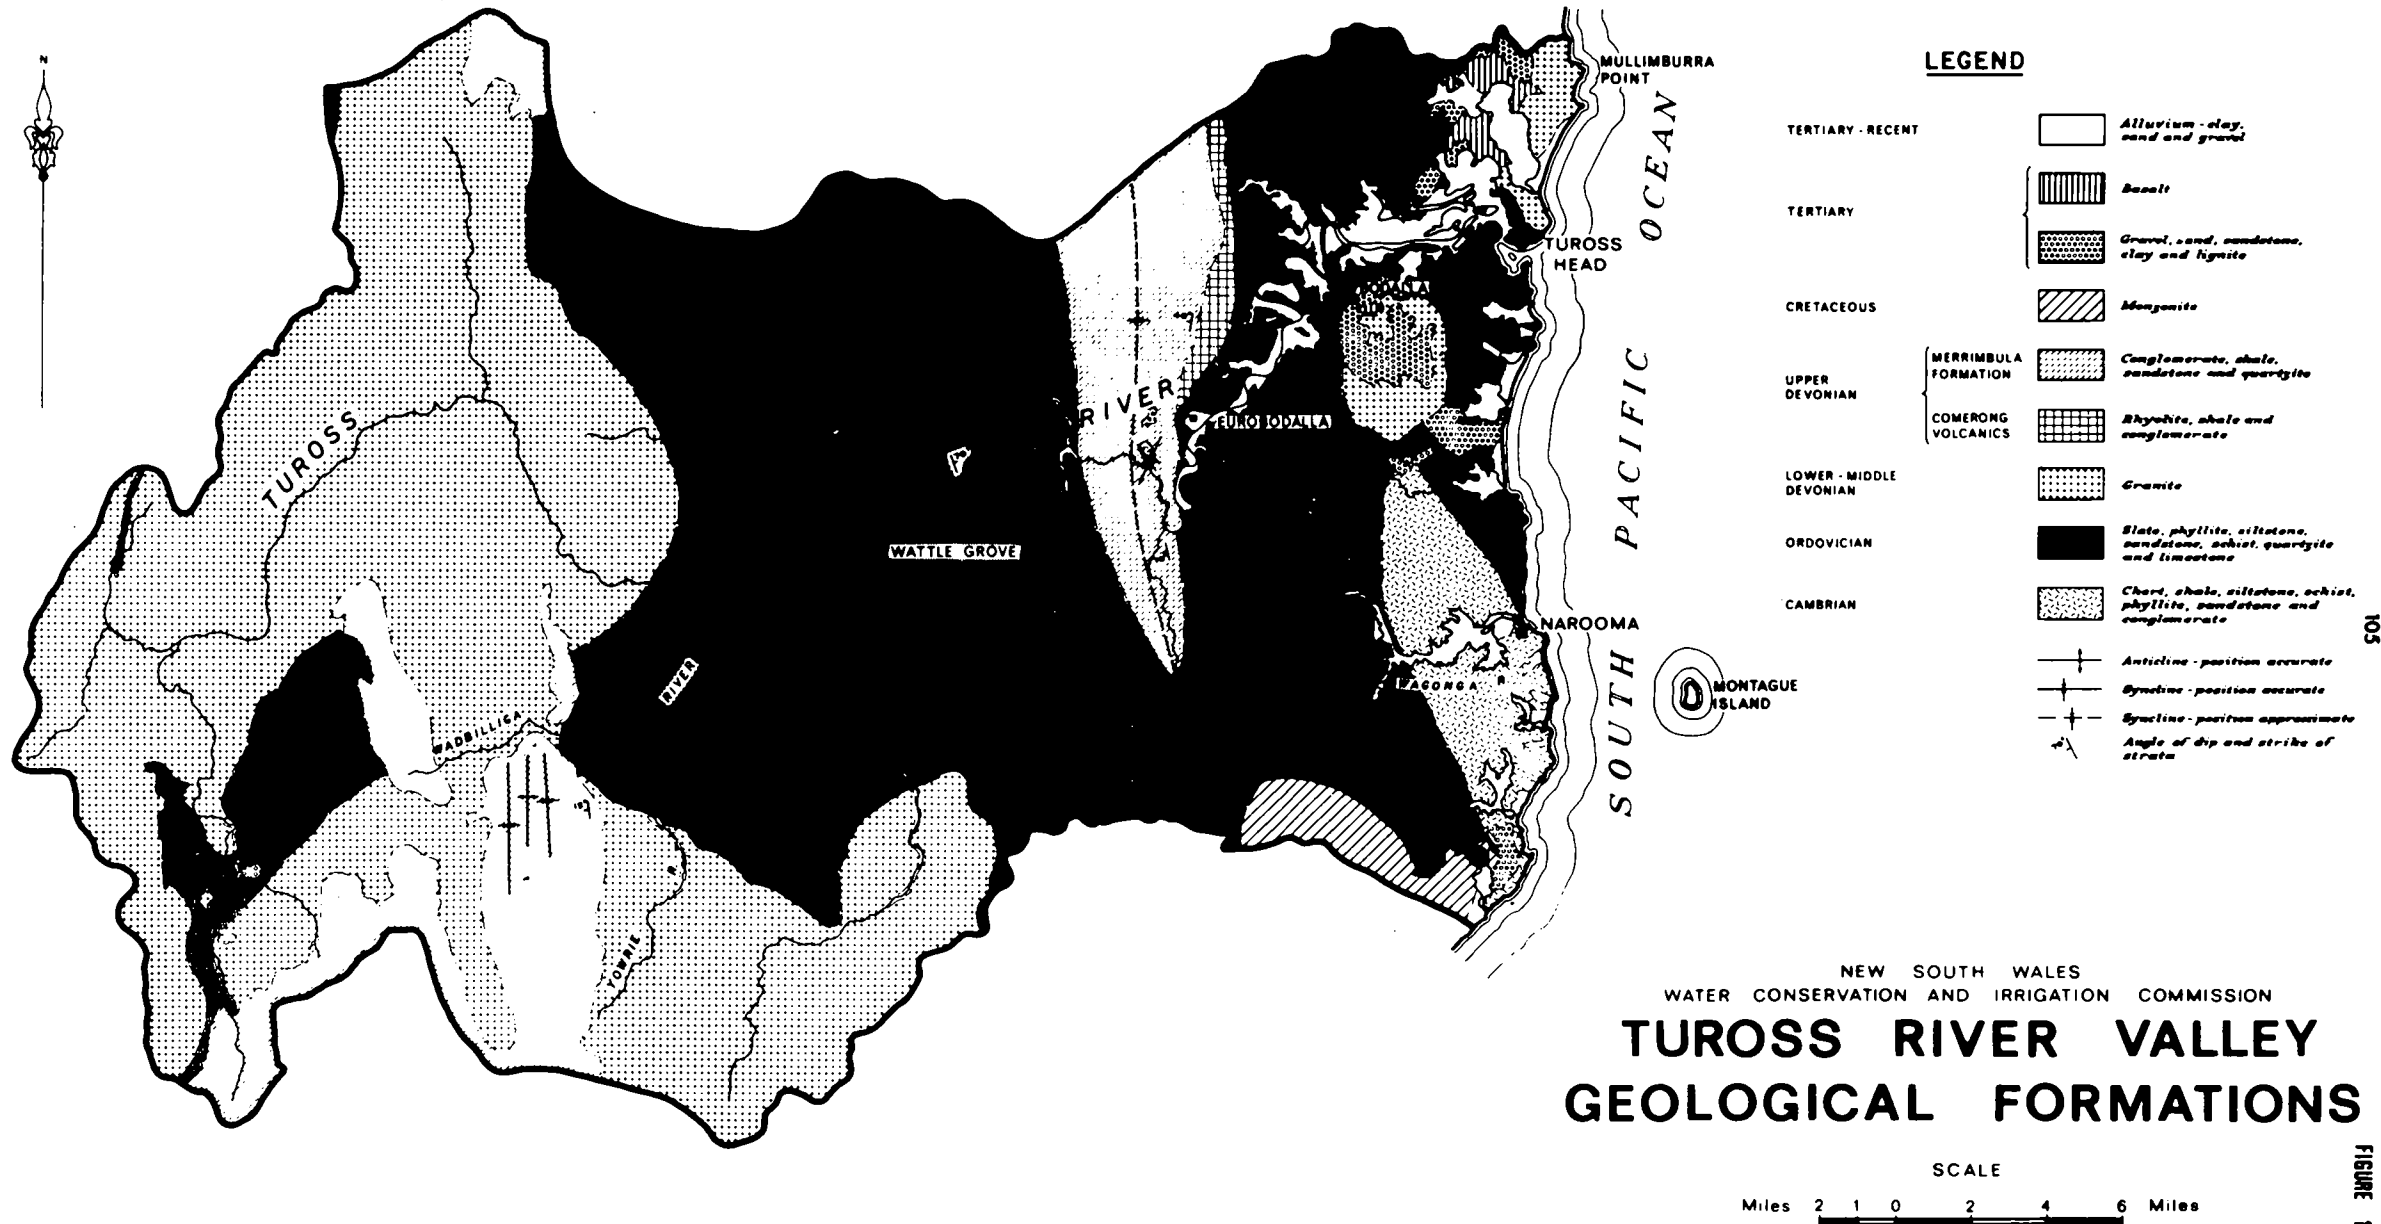 N
MULLIMBURRA
POINT
OCEAN
TUROSS
HEAD
BODALLA
RIVER
EUROBODALLA
TUROSS
WATTLE GROVE
PACIFIC
NAROOMA
WAGONGA R
RIVER
MONTAGUE
ISLAND
SOUTH
WADBILLIGA
YOWRIE
R.
LEGEND
TERTIARY - RECENT
Alluvium - clay,
sand and gravel
TERTIARY
Basalt
Gravel, sand, sandstone,
clay and lignite
CRETACEOUS
Monzonite
UPPER
DEVONIAN
MERRIMBULA
FORMATION
Conglomerate, shale,
sandstone and quartzite
COMERONG
VOLCANICS
Rhyolite, shale and
conglomerate
LOWER - MIDDLE
DEVONIAN
Granite
ORDOVICIAN
Slate, phyllite, siltstone,
sandstone, schist, quartzite
and limestone
CAMBRIAN
Chert, shale, siltstone, schist,
phyllite, sandstone and
conglomerate
Anticline - position accurate
Syncline - position accurate
Syncline - position approximate
Angle of dip and strike of
strata
105
NEW SOUTH WALES
WATER CONSERVATION AND IRRIGATION COMMISSION
TUROSS RIVER VALLEY
GEOLOGICAL FORMATIONS
SCALE
Miles 2 1 0 2 4 6 Miles
FIGURE